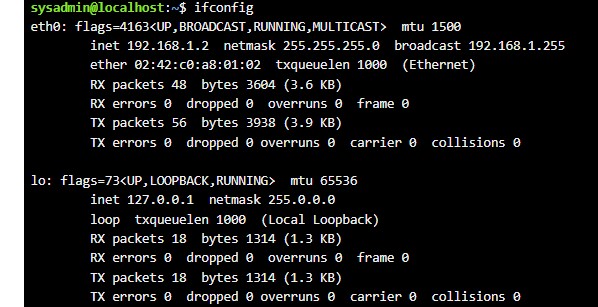 sysadmin@localhost:~$ ifconfig
eth0: flags=4163<UP,BROADCAST,RUNNING,MULTICAST>  mtu 1500
        inet 192.168.1.2  netmask 255.255.255.0  broadcast 192.168.1.255
        ether 02:42:c0:a8:01:02  txqueuelen 1000  (Ethernet)
        RX packets 48  bytes 3604 (3.6 KB)
        RX errors 0  dropped 0  overruns 0  frame 0
        TX packets 56  bytes 3938 (3.9 KB)
        TX errors 0  dropped 0 overruns 0  carrier 0  collisions 0

lo: flags=73<UP,LOOPBACK,RUNNING>  mtu 65536
        inet 127.0.0.1  netmask 255.0.0.0
        loop  txqueuelen 1000  (Local Loopback)
        RX packets 18  bytes 1314 (1.3 KB)
        RX errors 0  dropped 0  overruns 0  frame 0
        TX packets 18  bytes 1314 (1.3 KB)
        TX errors 0  dropped 0 overruns 0  carrier 0  collisions 0